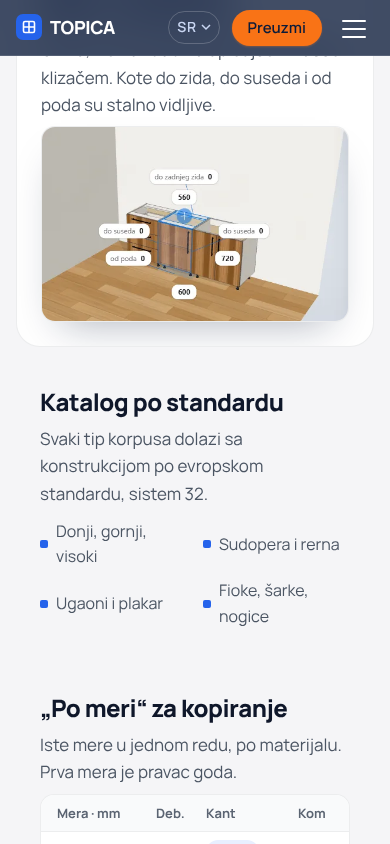 TOPICA
SR
Preuzmi
klizačem. Kote do zida, do suseda i od
poda su stalno vidljive.
do zadnjeg zida 0
560
do suseda 0
do suseda 0
od poda 0
720
600
Katalog po standardu
Svaki tip korpusa dolazi sa
konstrukcijom po evropskom
standardu, sistem 32.
Donji, gornji,
visoki
Sudopera i rerna
Ugaoni i plakar
Fioke, šarke,
nogice
„Po meri“ za kopiranje
Iste mere u jednom redu, po materijalu.
Prva mera je pravac goda.
Mera · mm Deb. Kant Kom